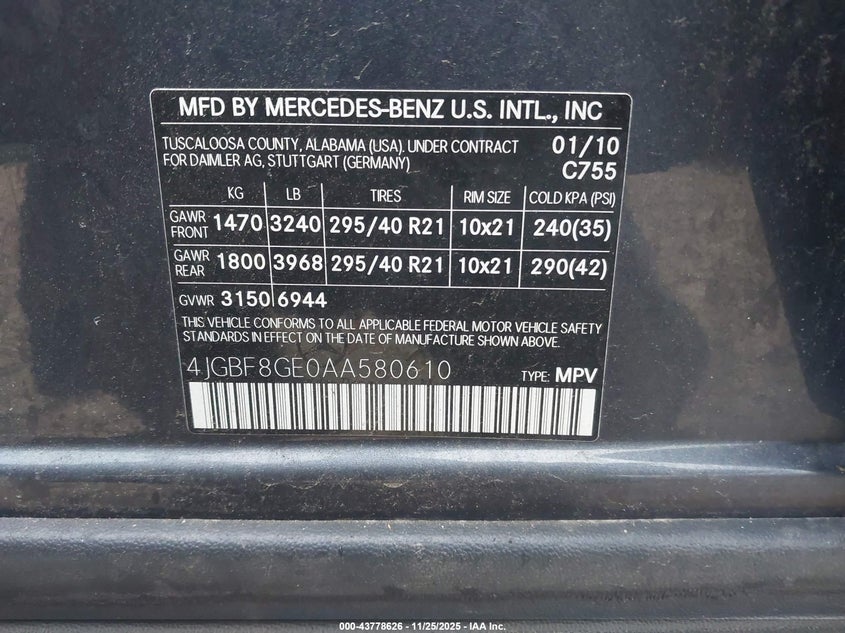 MFD BY MERCEDES-BENZ U.S. INTL., INC
TUSCALOOSA COUNTY, ALABAMA (USA). UNDER CONTRACT 01/10
FOR DAIMLER AG, STUTTGART (GERMANY) C755
KG LB TIRES RIM SIZE COLD KPA (PSI)
GAWR FRONT 1470 3240 295/40 R21 10x21 240(35)
GAWR REAR 1800 3968 295/40 R21 10x21 290(42)
GVWR 3150 6944
THIS VEHICLE CONFORMS TO ALL APPLICABLE FEDERAL MOTOR VEHICLE SAFETY
STANDARDS IN EFFECT ON THE DATE OF MANUFACTURE SHOWN ABOVE.
4JGBF8GE0AA580610 TYPE: MPV
000-43778626 - 11/25/2025 - IAA Inc.